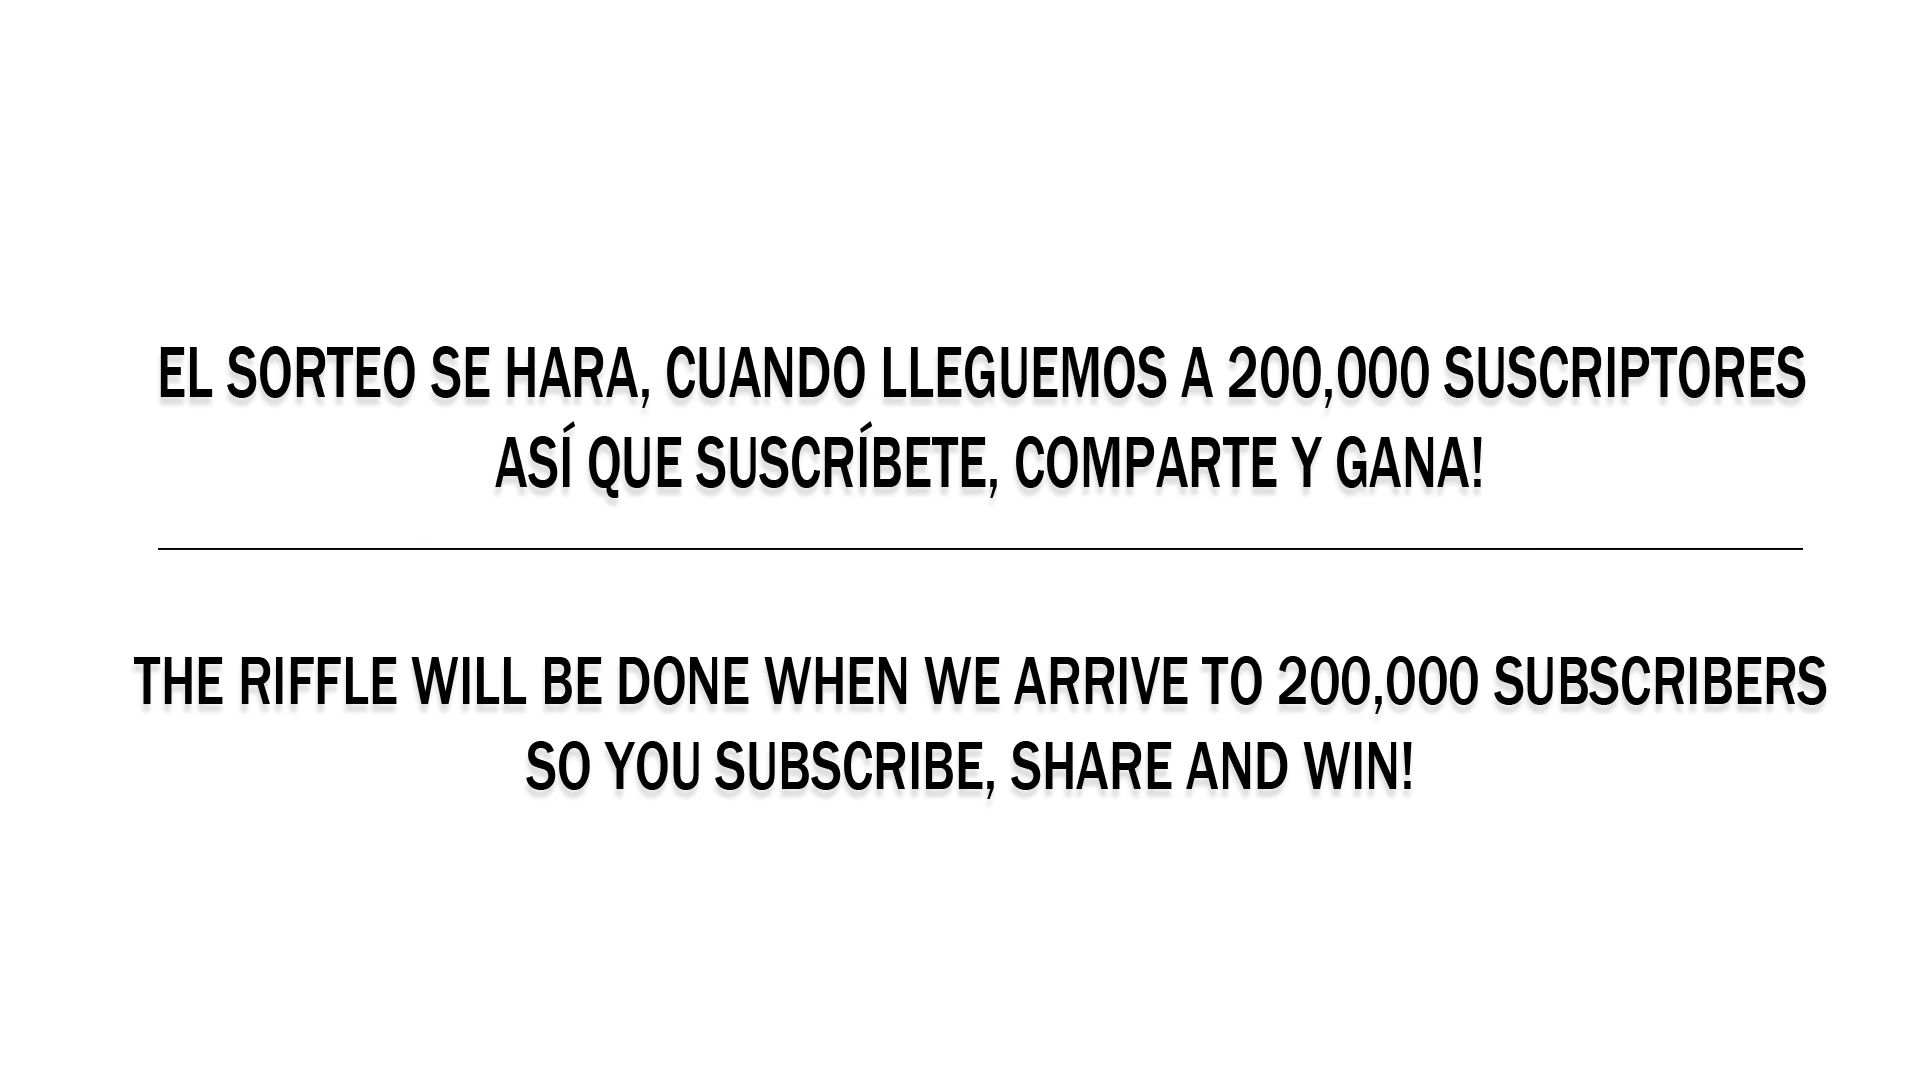 EL SORTEO SE HARA, CUANDO LLEGUEMOS A 200,000 SUSCRIPTORES
ASÍ QUE SUSCRÍBETE, COMPARTE Y GANA!
THE RIFFLE WILL BE DONE WHEN WE ARRIVE TO 200,000 SUBSCRIBERS
SO YOU SUBSCRIBE, SHARE AND WIN!